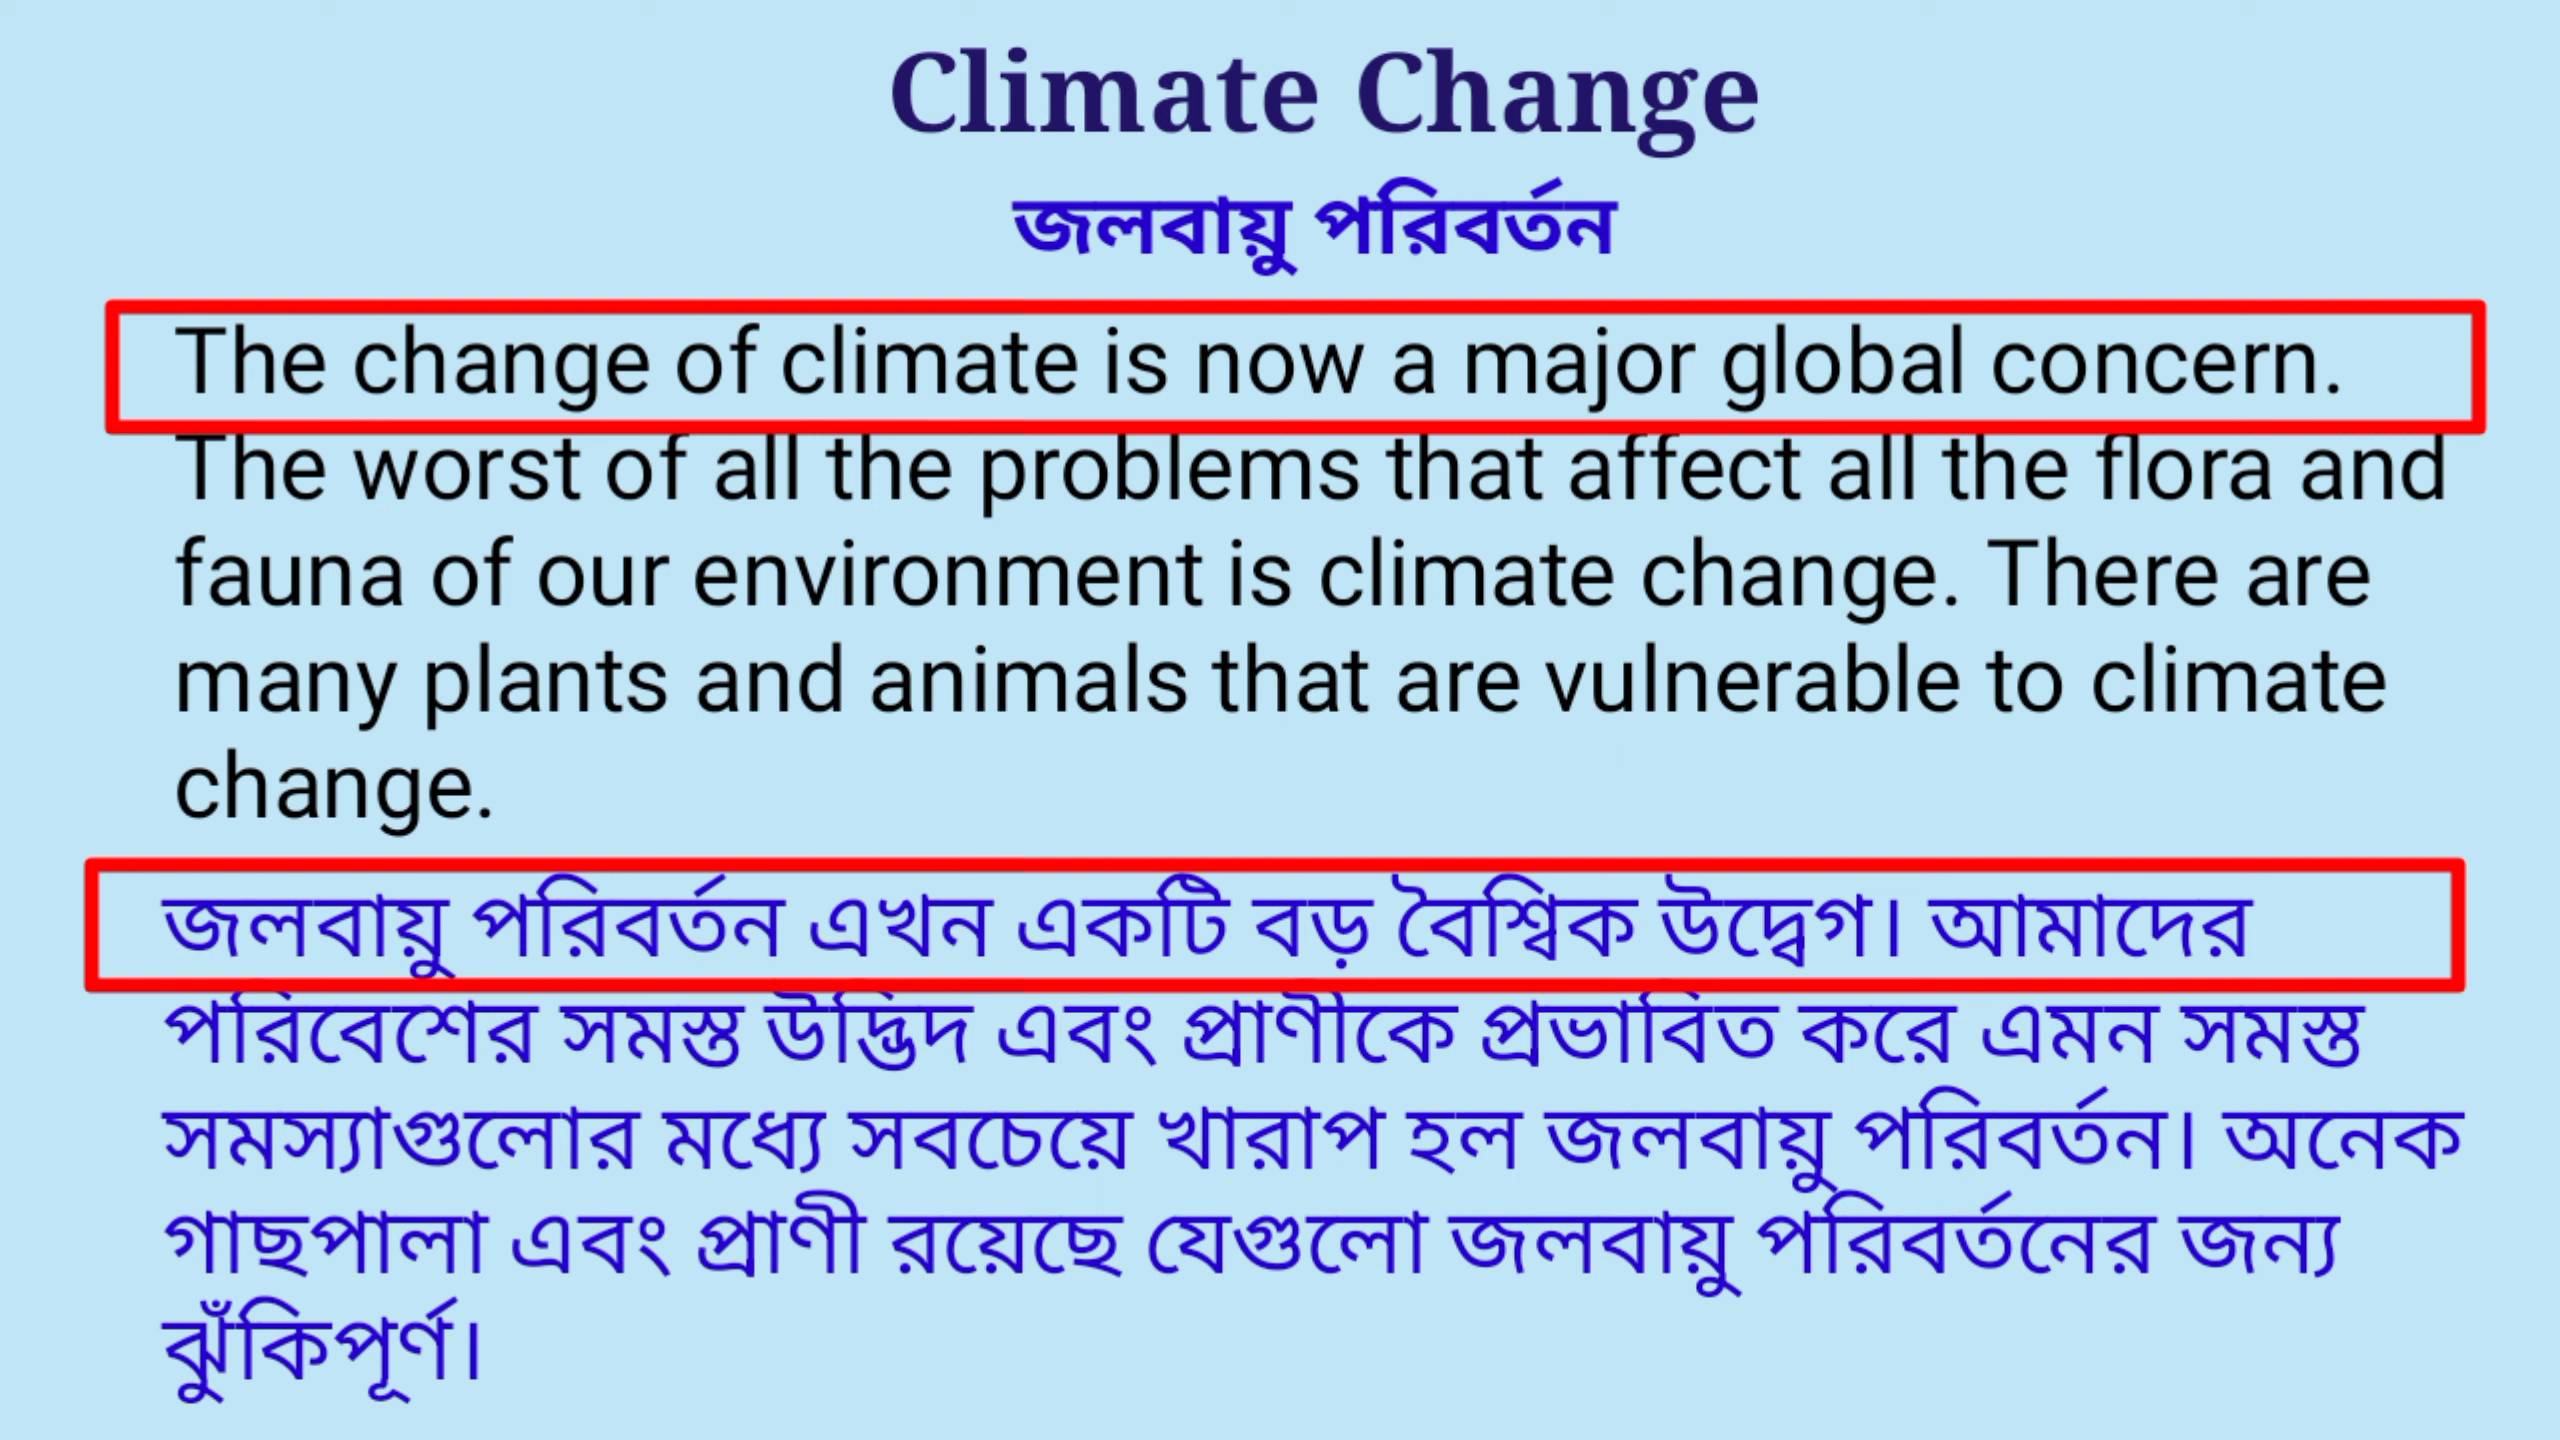 Climate Change
জলবায়ু পরিবর্তন
The change of climate is now a major global concern.
The worst of all the problems that affect all the flora and
fauna of our environment is climate change. There are
many plants and animals that are vulnerable to climate
change.
জলবায়ু পরিবর্তন এখন একটি বড় বৈশ্বিক উদ্বেগ। আমাদের
পরিবেশের সমস্ত উদ্ভিদ এবং প্রাণীকে প্রভাবিত করে এমন সমস্ত
সমস্যাগুলোর মধ্যে সবচেয়ে খারাপ হল জলবায়ু পরিবর্তন। অনেক
গাছপালা এবং প্রাণী রয়েছে যেগুলো জলবায়ু পরিবর্তনের জন্য
ঝুঁকিপূর্ণ।